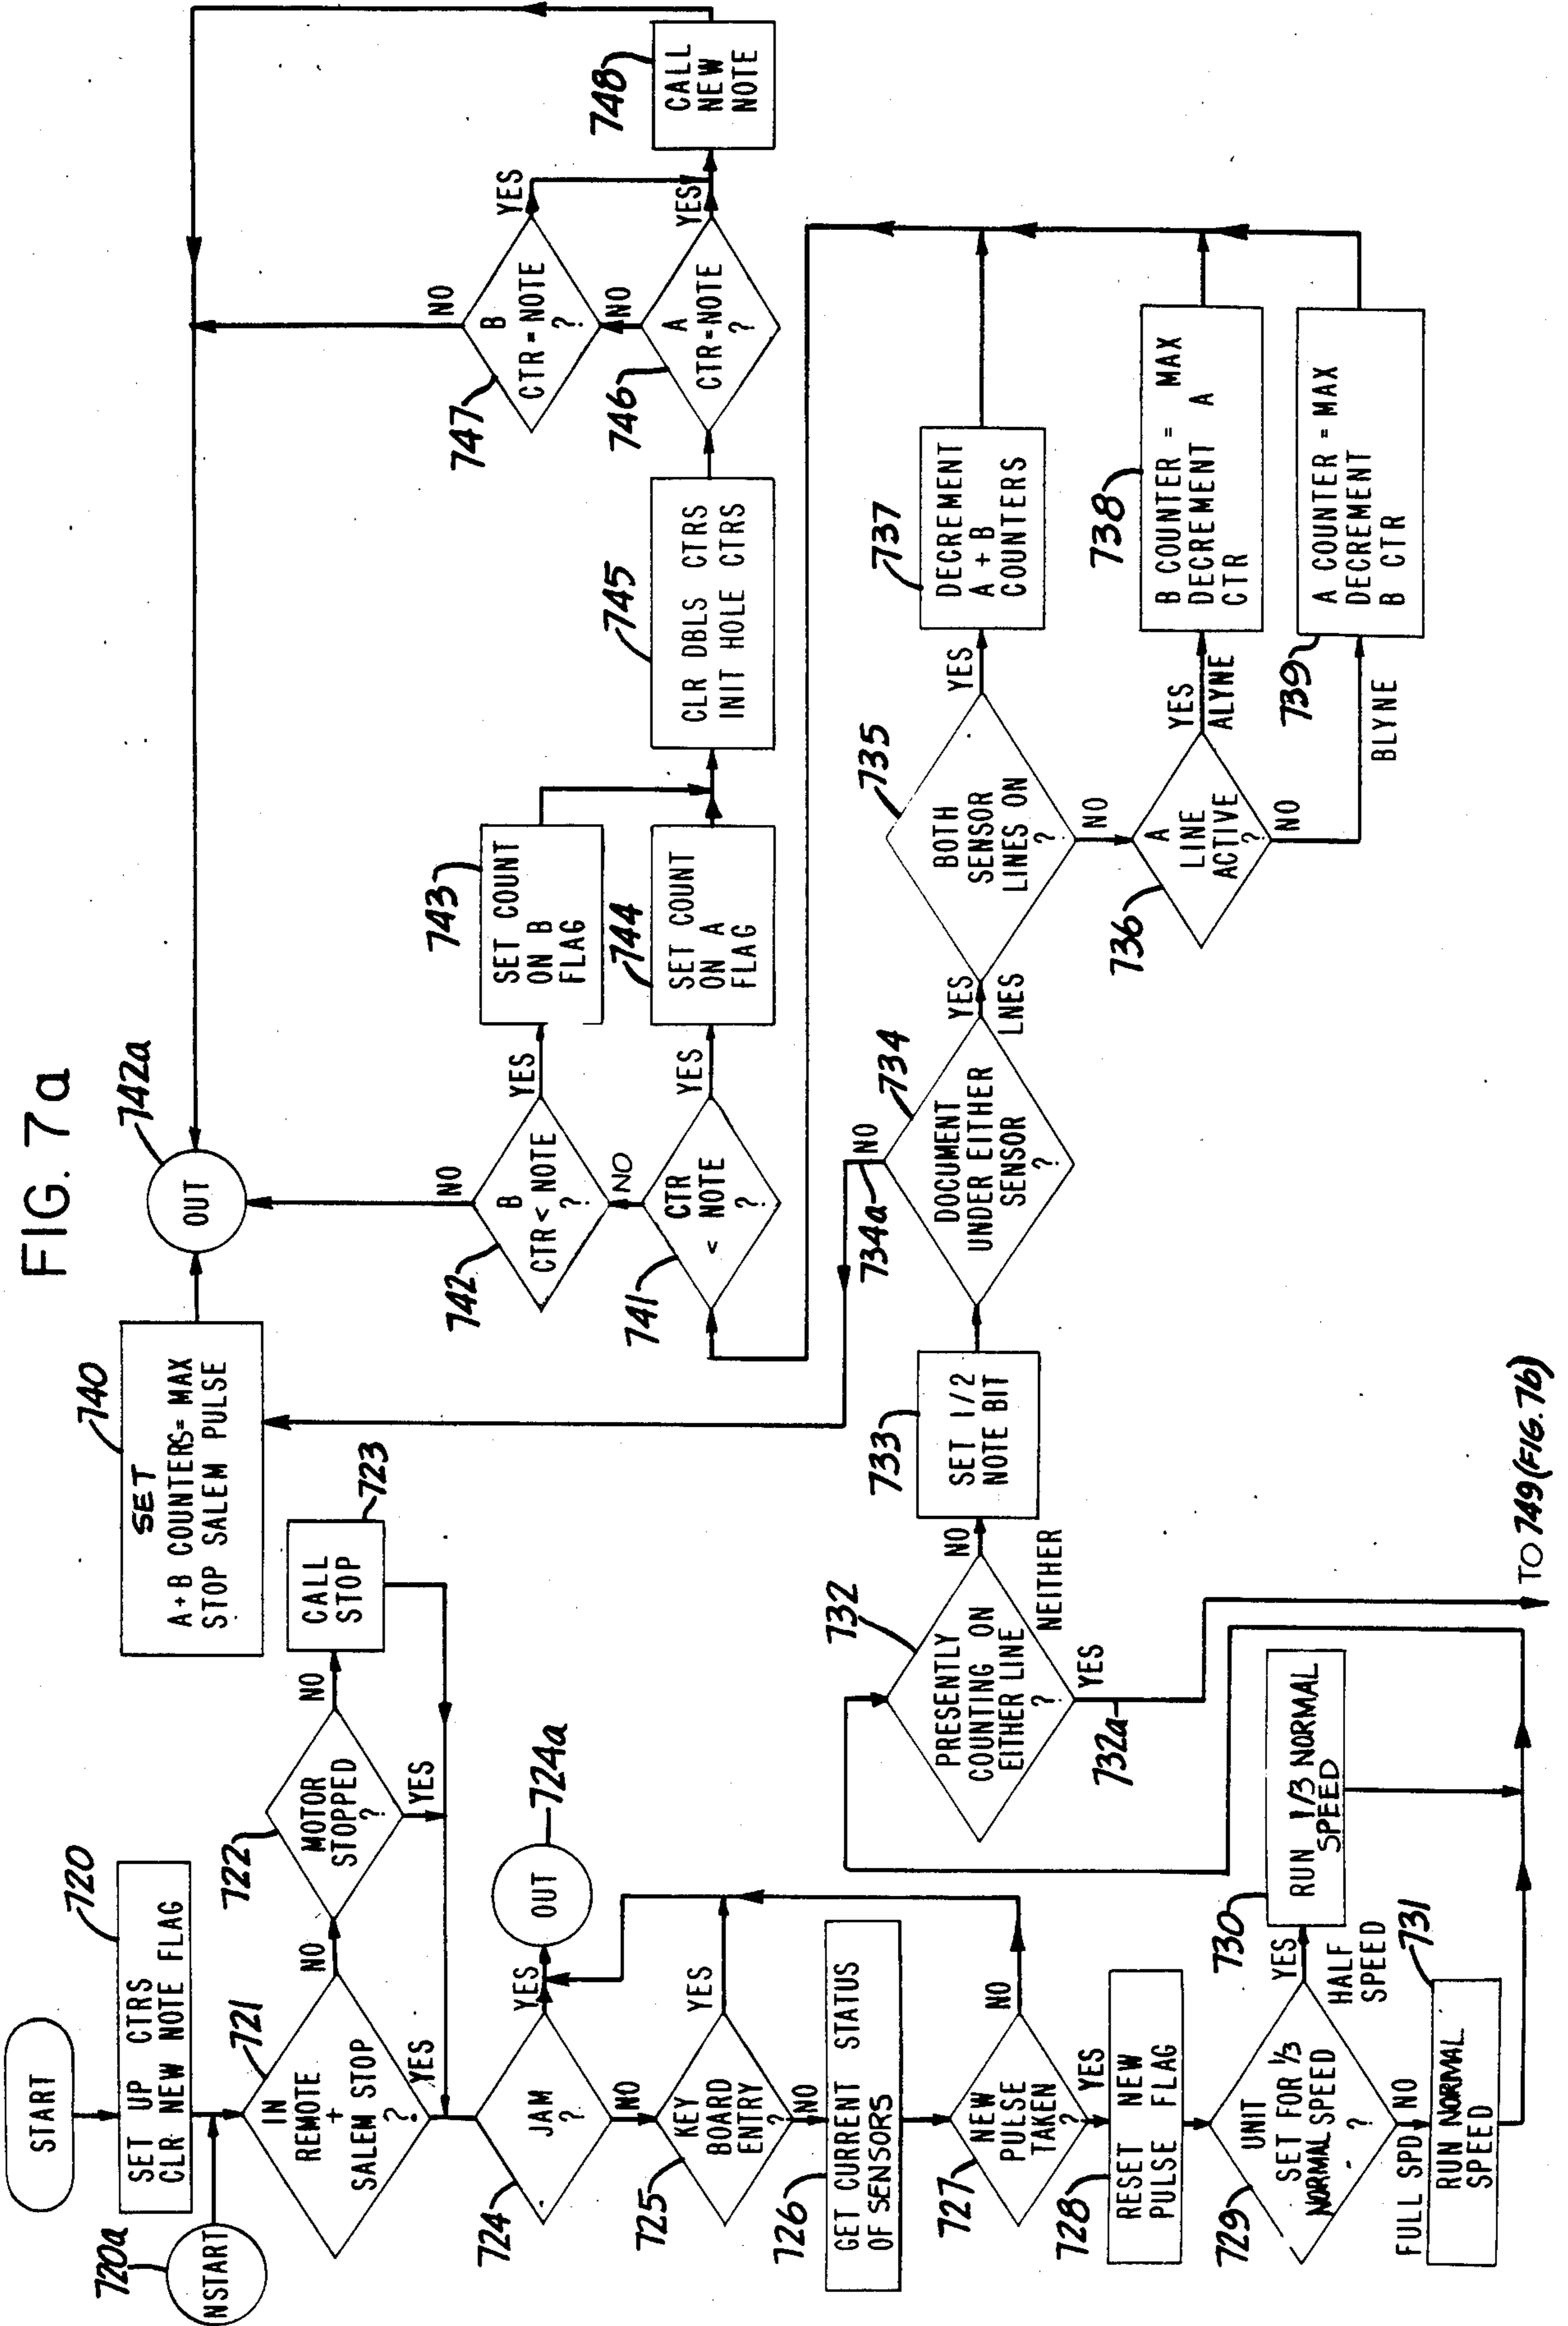 FIG. 7a
START
720
SET UP CTRS
CLR NEW NOTE FLAG
720a
NSTART
721
IN
REMOTE
+
SALEM STOP
?
NO
YES
722
MOTOR
STOPPED
?
NO
YES
723
CALL
STOP
724
JAM
?
YES
NO
724a
OUT
725
KEY
BOARD
ENTRY
?
YES
NO
726
GET CURRENT STATUS
OF SENSORS
727
NEW
PULSE
TAKEN
?
NO
YES
728
RESET NEW
PULSE FLAG
729
UNIT
SET FOR 1/3
NORMAL SPEED
?
YES
HALF
SPEED
FULL SPD
NO
730
RUN 1/3 NORMAL
SPEED
731
RUN NORMAL
SPEED
732
PRESENTLY
COUNTING ON
EITHER LINE
?
NO
NEITHER
YES
732a
TO 749 (FIG. 7b)
733
SET 1/2
NOTE BIT
734
DOCUMENT
UNDER EITHER
SENSOR
?
NO
734a
YES
LNES
735
BOTH
SENSOR
LINES ON
?
YES
NO
736
A
LINE
ACTIVE
?
YES
ALYNE
NO
BLYNE
737
DECREMENT
A + B
COUNTERS
738
B COUNTER = MAX
DECREMENT A
CTR
739
A COUNTER = MAX
DECREMENT
B CTR
740
SET
A+B COUNTERS= MAX
STOP SALEM PULSE
741
CTR
< NOTE
?
YES
NO
742
B
CTR < NOTE
?
YES
NO
742a
OUT
743
SET COUNT
ON B
FLAG
744
SET COUNT
ON A
FLAG
745
CLR DBLS CTRS
INIT HOLE CTRS
746
A
CTR = NOTE
?
YES
NO
747
B
CTR = NOTE
?
YES
NO
748
CALL
NEW
NOTE